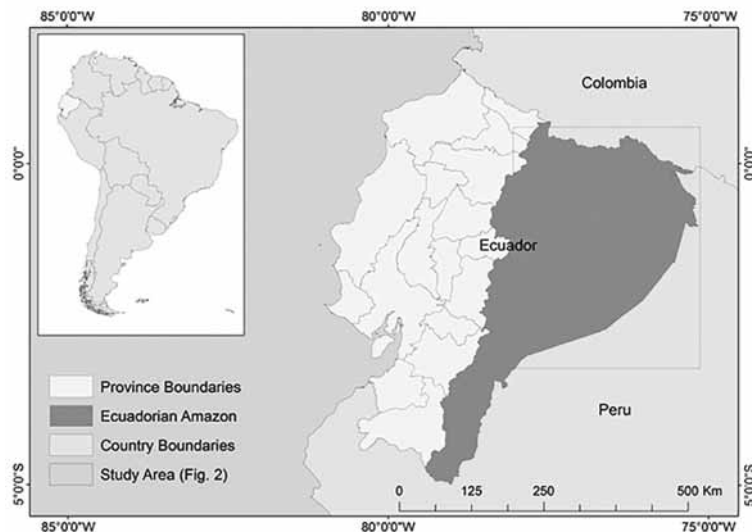 85°0'0"W 80°0'0"W 75°0'0"W
Colombia
0°0'0" 0°0'0"
Ecuador
Province Boundaries
Ecuadorian Amazon
Country Boundaries
Study Area (Fig. 2)
Peru
0 125 250 500 Km
5°0'0"S 5°0'0"S
85°0'0"W 80°0'0"W 75°0'0"W